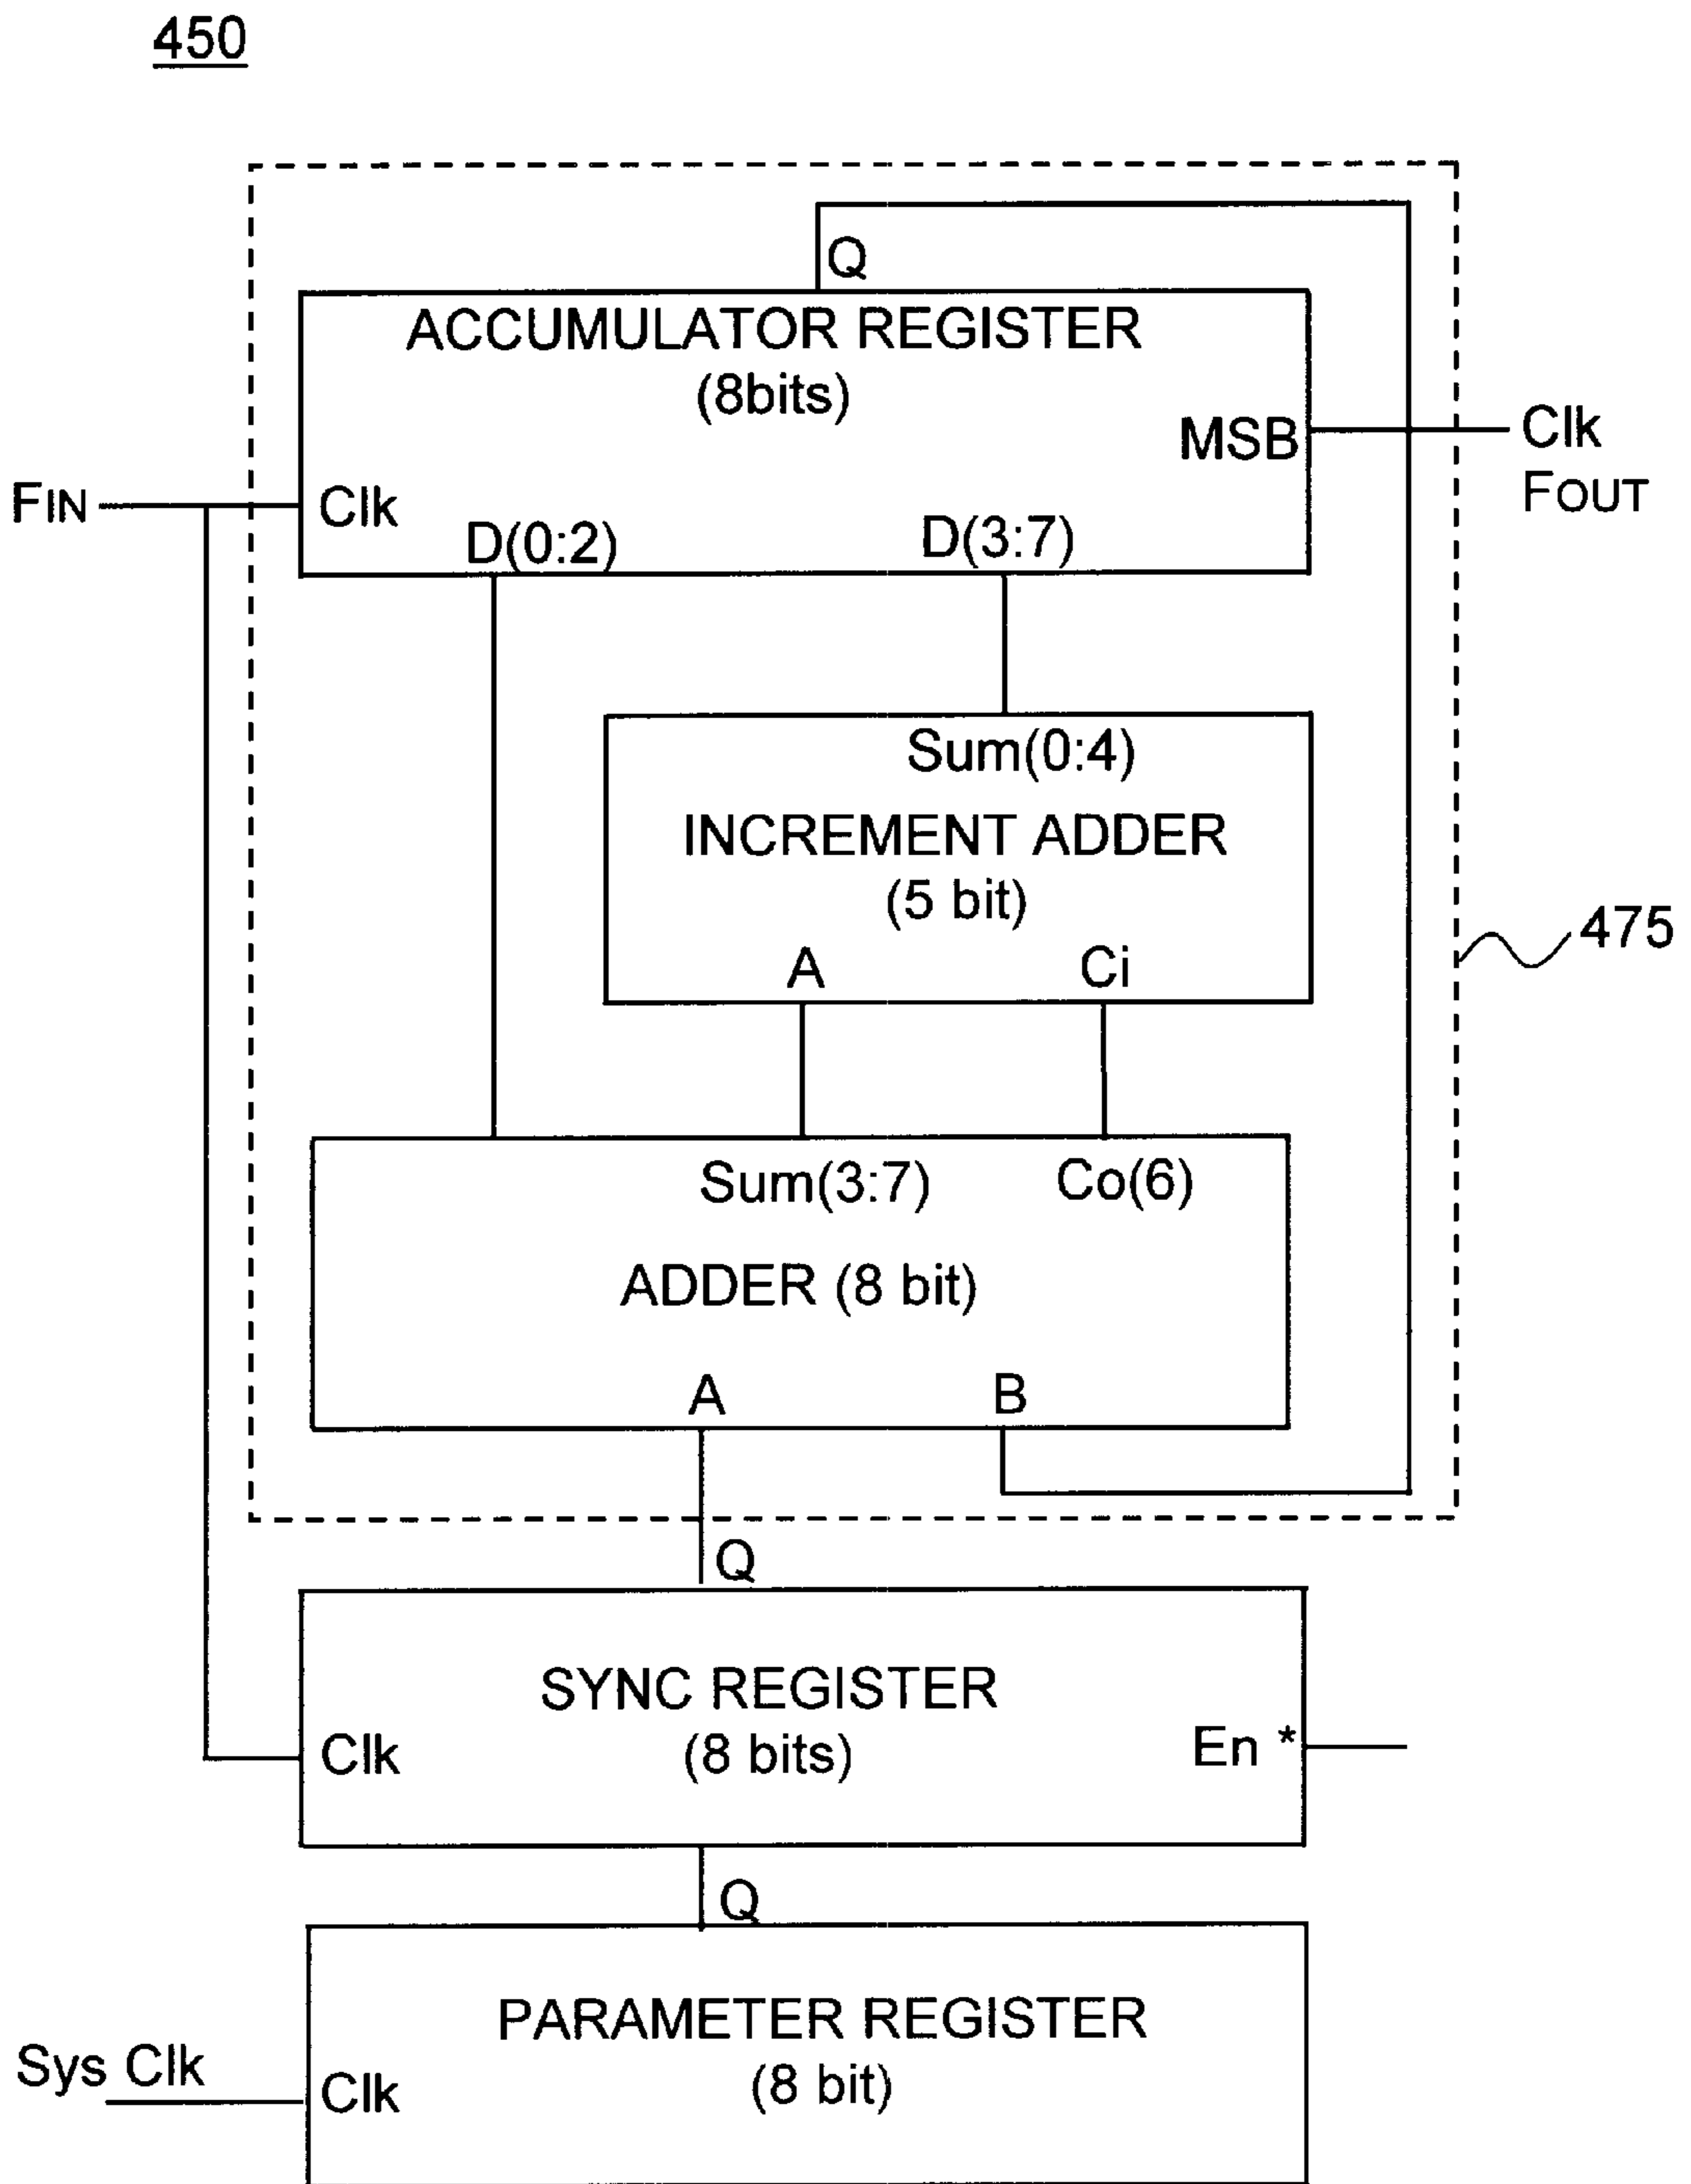 450
Q
ACCUMULATOR REGISTER
(8bits)
MSB
Clk
FOUT
FIN
Clk
D(0:2)
D(3:7)
Sum(0:4)
INCREMENT ADDER
(5 bit)
475
A
Ci
Sum(3:7)
Co(6)
ADDER (8 bit)
A
B
Q
SYNC REGISTER
(8 bits)
Clk
En *
Q
PARAMETER REGISTER
(8 bit)
Sys Clk
Clk